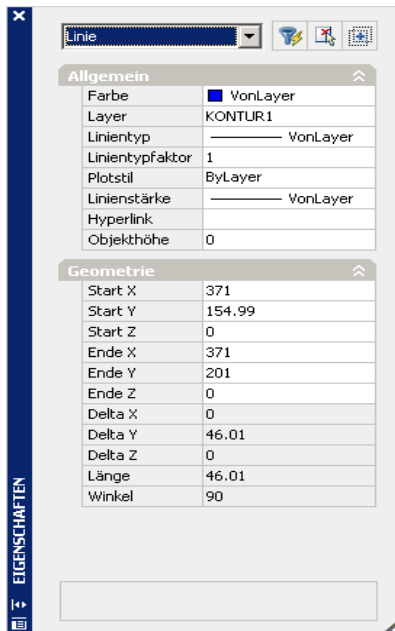 Linie
Allgemein
Farbe VonLayer
Layer KONTUR1
Linientyp VonLayer
Linientypfaktor 1
Plotstil ByLayer
Linienstärke VonLayer
Hyperlink
Objekthöhe 0
Geometrie
Start X 371
Start Y 154.99
Start Z 0
Ende X 371
Ende Y 201
Ende Z 0
Delta X 0
Delta Y 46.01
Delta Z 0
Länge 46.01
Winkel 90
EIGENSCHAFTEN